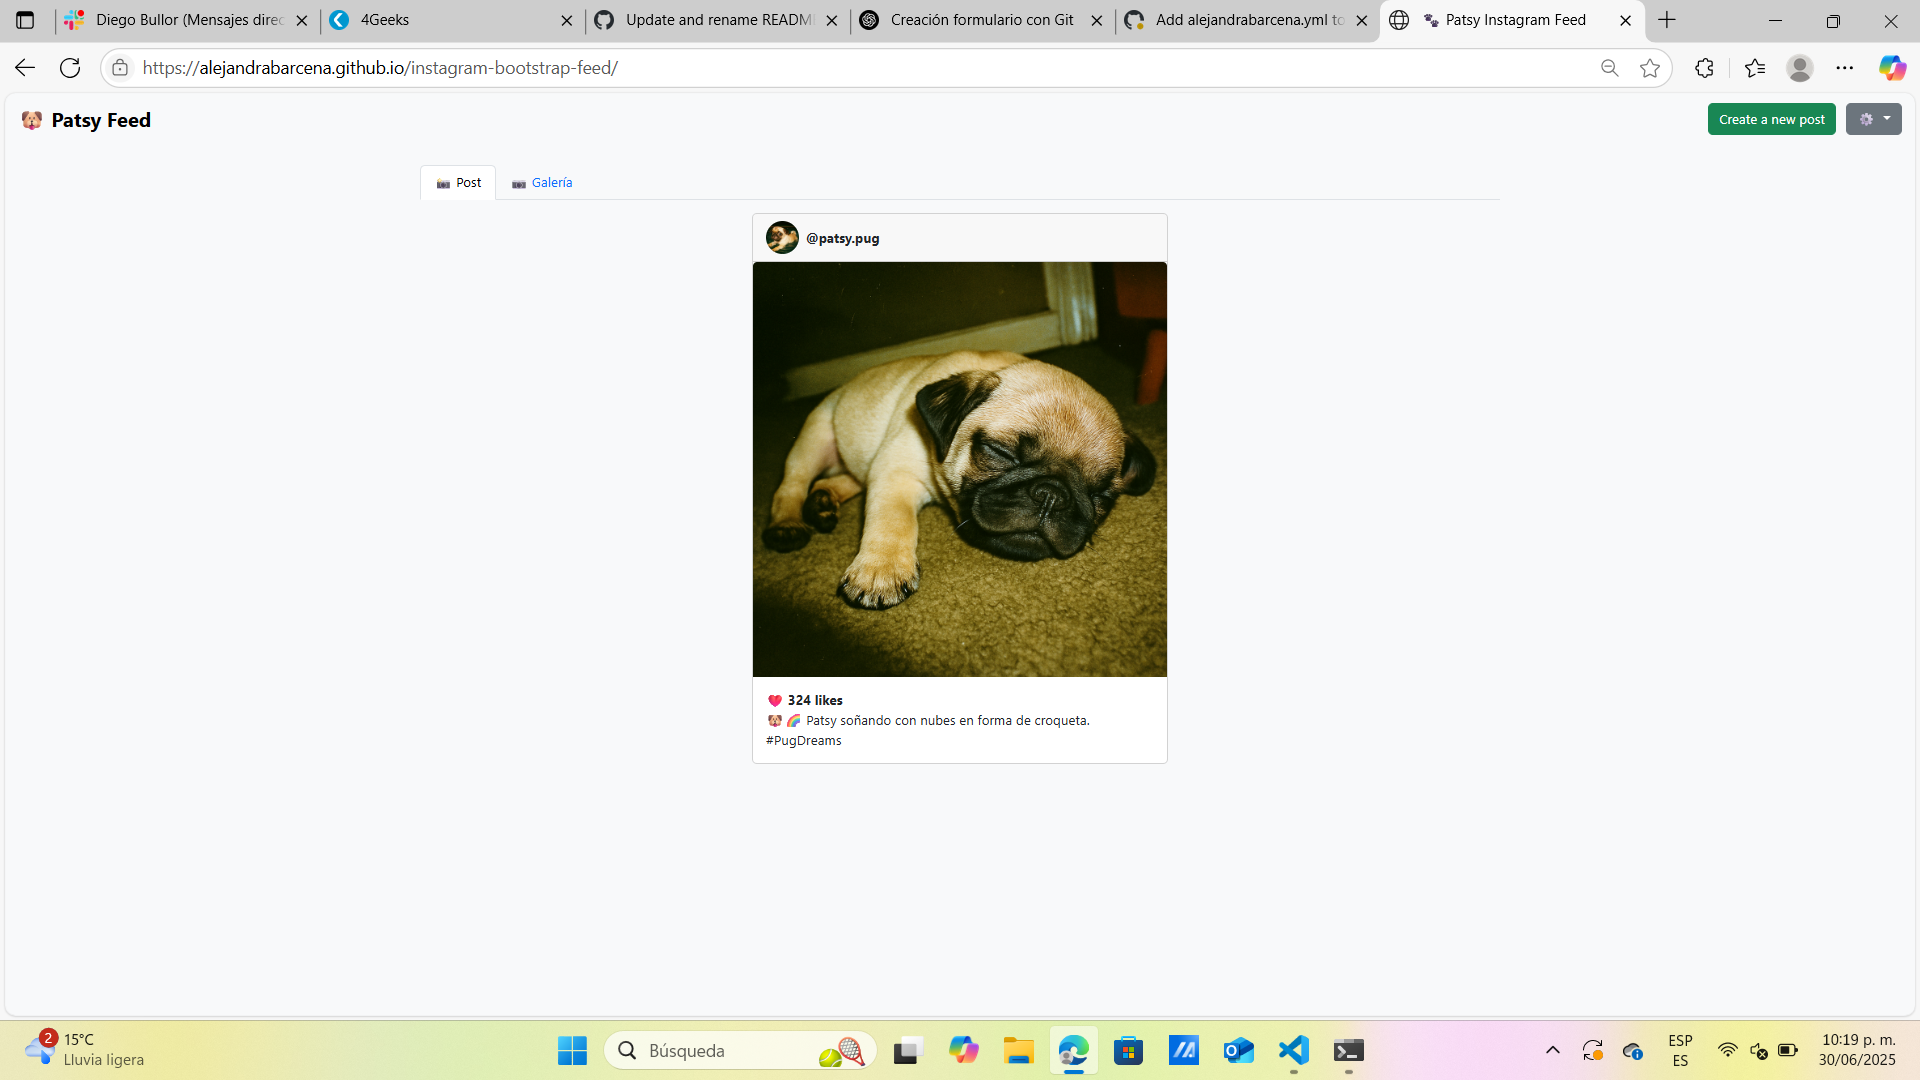 Diego Bullor (Mensajes direc
4Geeks
Update and rename READM
Creación formulario con Git
Add alejandrabarcena.yml to
🐾 Patsy Instagram Feed
https://alejandrabarcena.github.io/instagram-bootstrap-feed/
🐶 Patsy Feed
Create a new post
⚙️
📷 Post
📷 Galería
@patsy.pug
❤️ 324 likes
🐶 🌈 Patsy soñando con nubes en forma de croqueta.
#PugDreams
2
15°C
Lluvia ligera
Búsqueda
ESP
ES
10:19 p. m.
30/06/2025